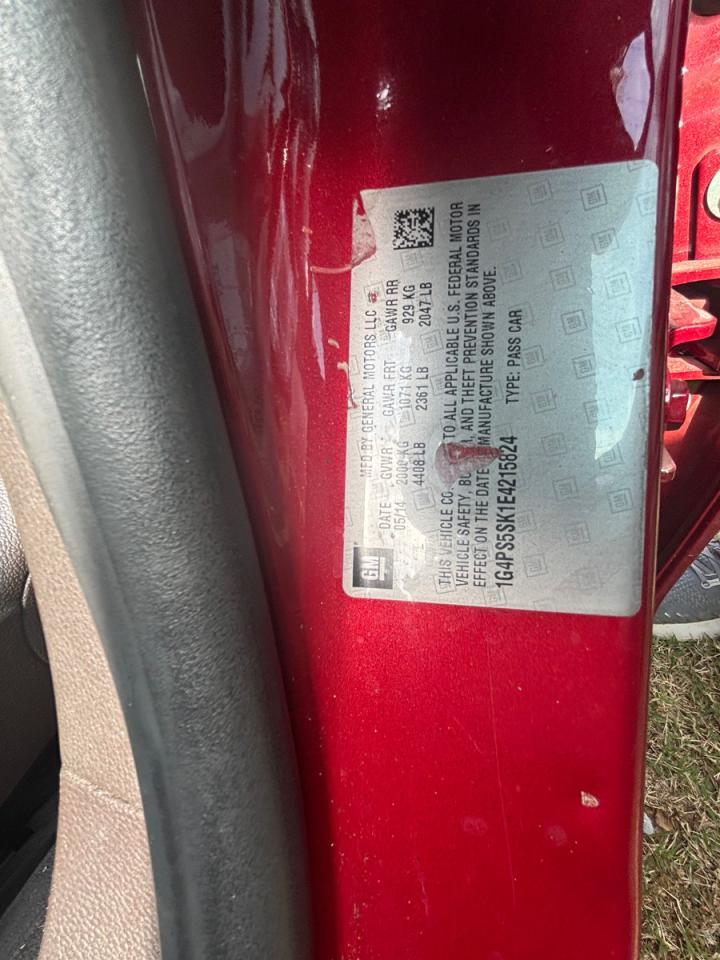 GM
MFD BY GENERAL MOTORS LLC
DATE GVWR GAWR FRT GAWR RR
05/14 2000 KG 1071 KG 929 KG
4408 LB 2361 LB 2047 LB
THIS VEHICLE TO ALL APPLICABLE U.S. FEDERAL MOTOR
VEHICLE SAFETY, AND THEFT PREVENTION STANDARDS IN
EFFECT ON THE DATE MANUFACTURE SHOWN ABOVE.
1G4PS5SK1E4215824 TYPE: PASS CAR